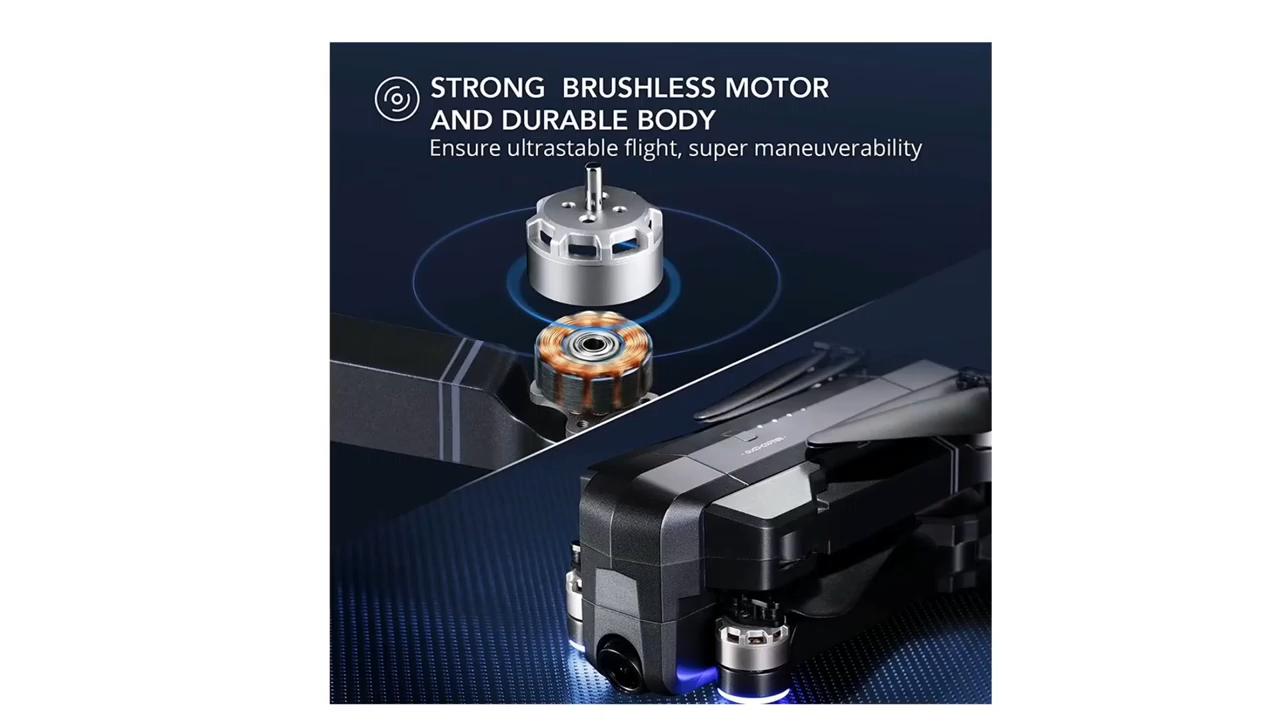 STRONG BRUSHLESS MOTOR
AND DURABLE BODY
Ensure ultrastable flight, super maneuverability